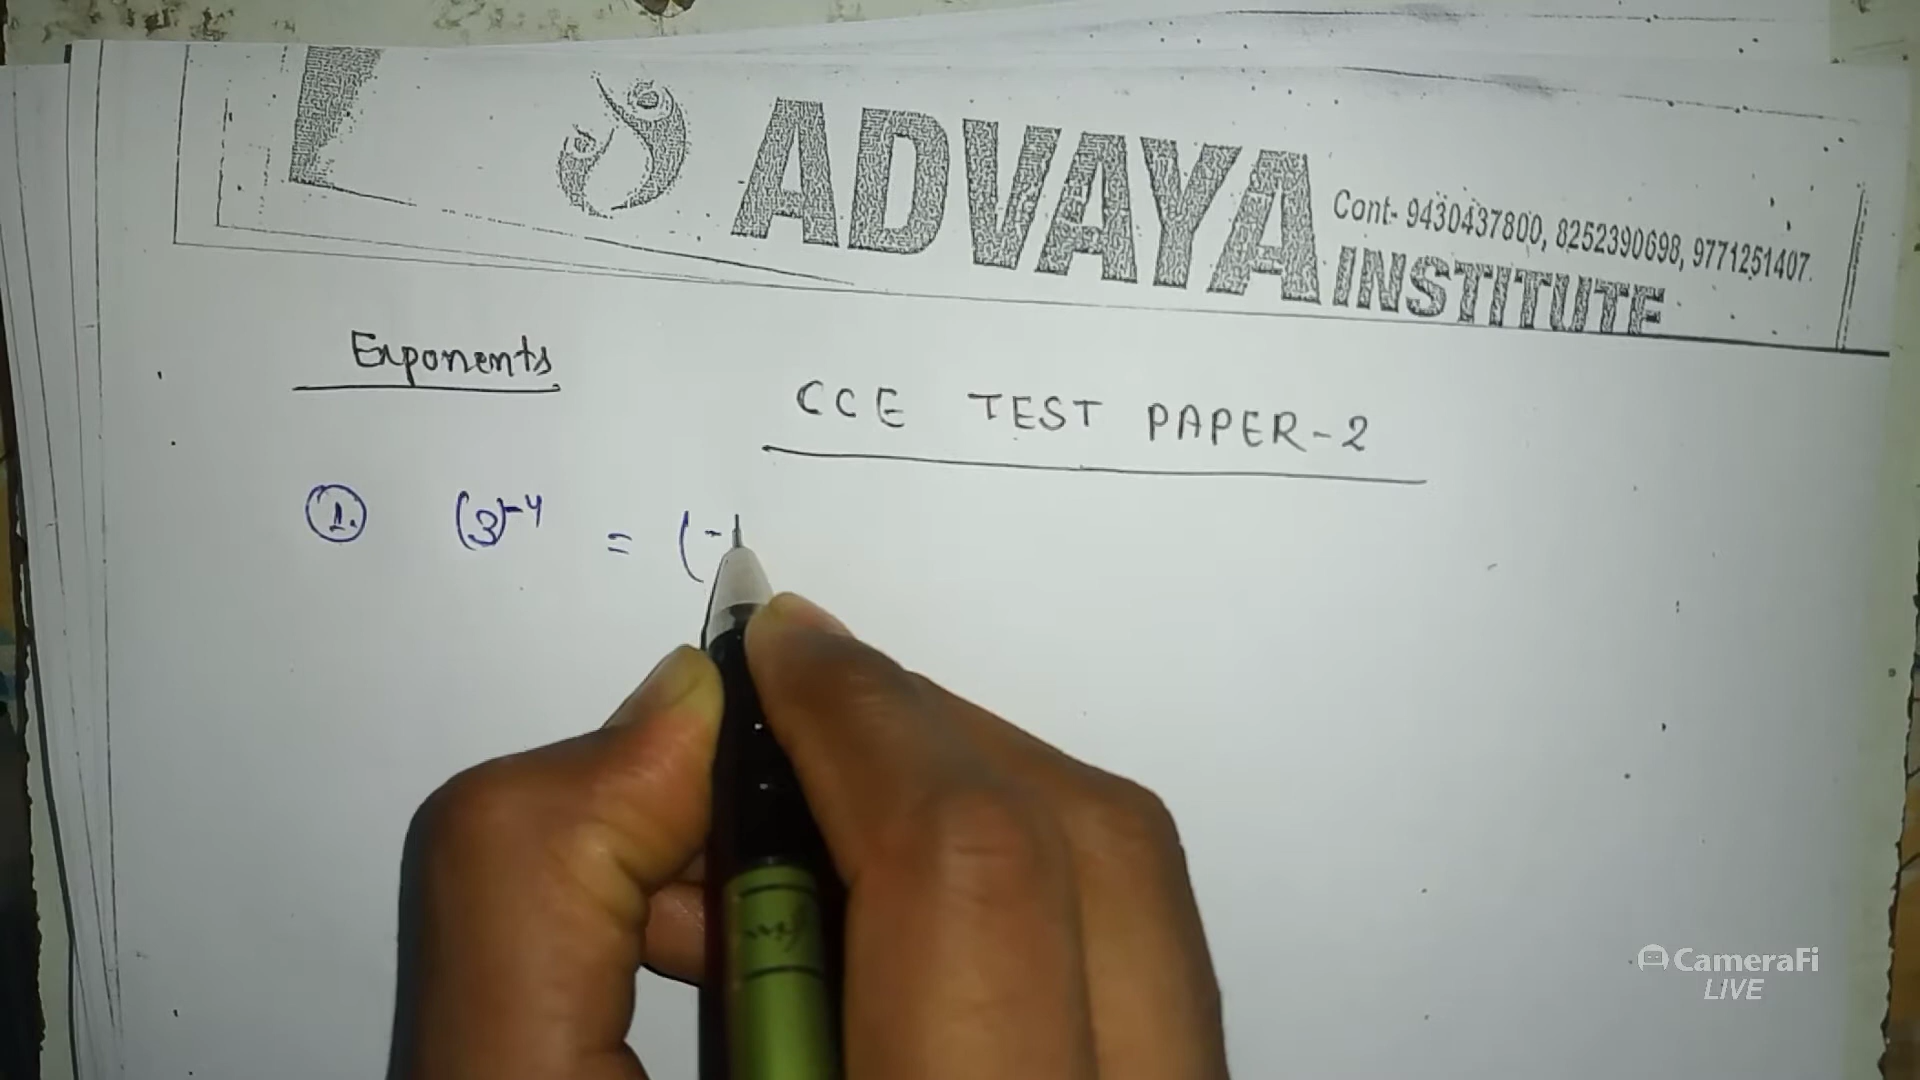 ADVAYA
Cont- 9430437800, 8252390698, 9771251407.
INSTITUTE
Exponents
CCE TEST PAPER-2
1. (3)⁻⁴ = (-
CameraFi
LIVE